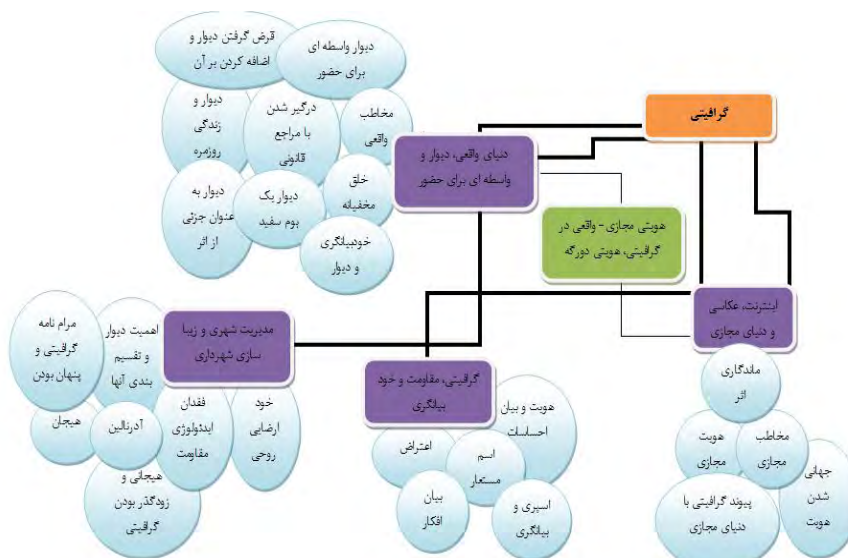 گرافیتی
قرض گرفتن دیوار و
اضافه کردن بر آن
دیوار واسطه ای
برای حضور
دیوار و
زندگی
روزمره
درگیر شدن
با مراجع
قانونی
مخاطب
واقعی
دنیای واقعی، دیوار و
واسطه ای برای حضور
خلق
مخفیانه
دیوار به
عنوان جزئی
از اثر
دیوار یک
بوم سفید
خودبیانگری
و دیوار
هویتی مجازی - واقعی در
گرافیتی، هویتی دورگه
اینترنت، عکاسی
و دنیای مجازی
مدیریت شهری و زیبا
سازی شهرداری
مرام نامه
گرافیتی و
پنهان بودن
اهمیت دیوار
و تقسیم
بندی آنها
هیجان
آدرنالین
فقدان
ایدئولوژی
مقاومت
خود
ارضایی
روحی
هیجانی و
زودگذر بودن
گرافیتی
گرافیتی، مقاومت و خود
بیانگری
هویت و بیان
احساسات
اعتراض
اسم
مستعار
بیان
افکار
اسپری و
بیانگری
ماندگاری
اثر
هویت
مجازی
مخاطب
مجازی
جهانی
شدن
هویت
پیوند گرافیتی با
دنیای مجازی